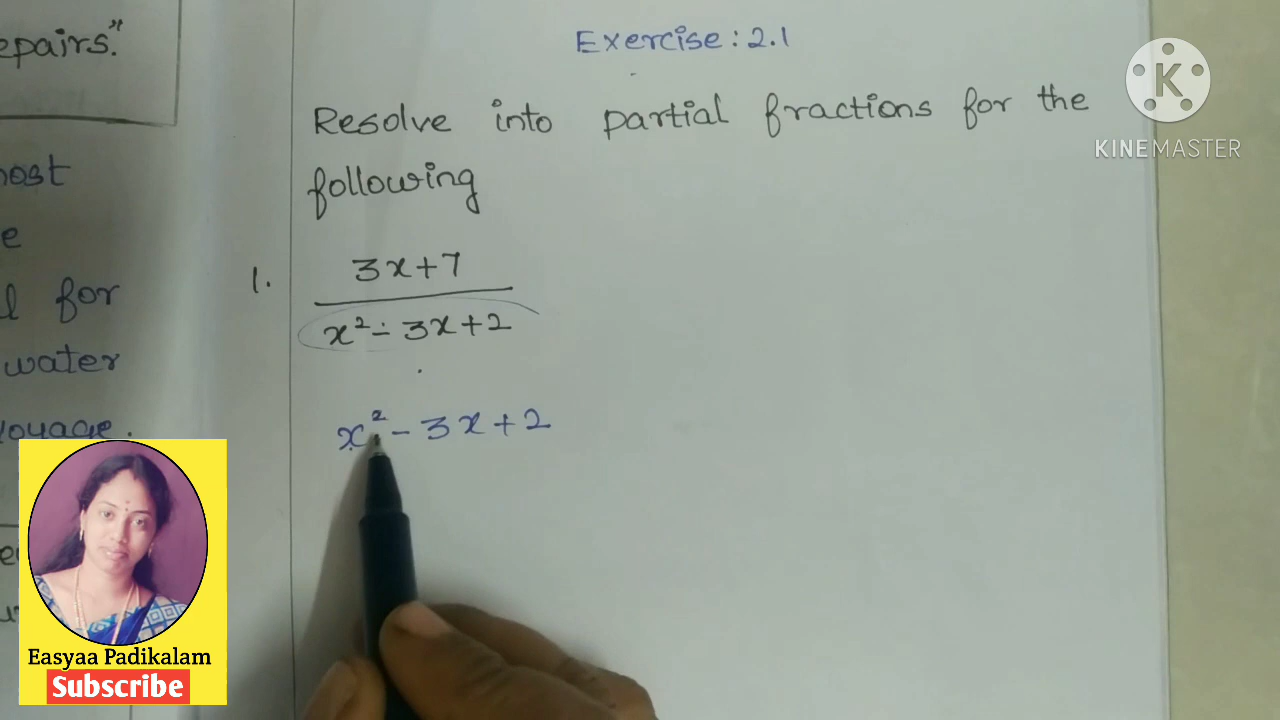 epairs."
Exercise: 2.1
Resolve into partial fractions for the
following
1. 3x+7
x² - 3x+2
x² - 3x + 2
e
for
water
K
KINEMASTER
Easyaa Padikalam
Subscribe